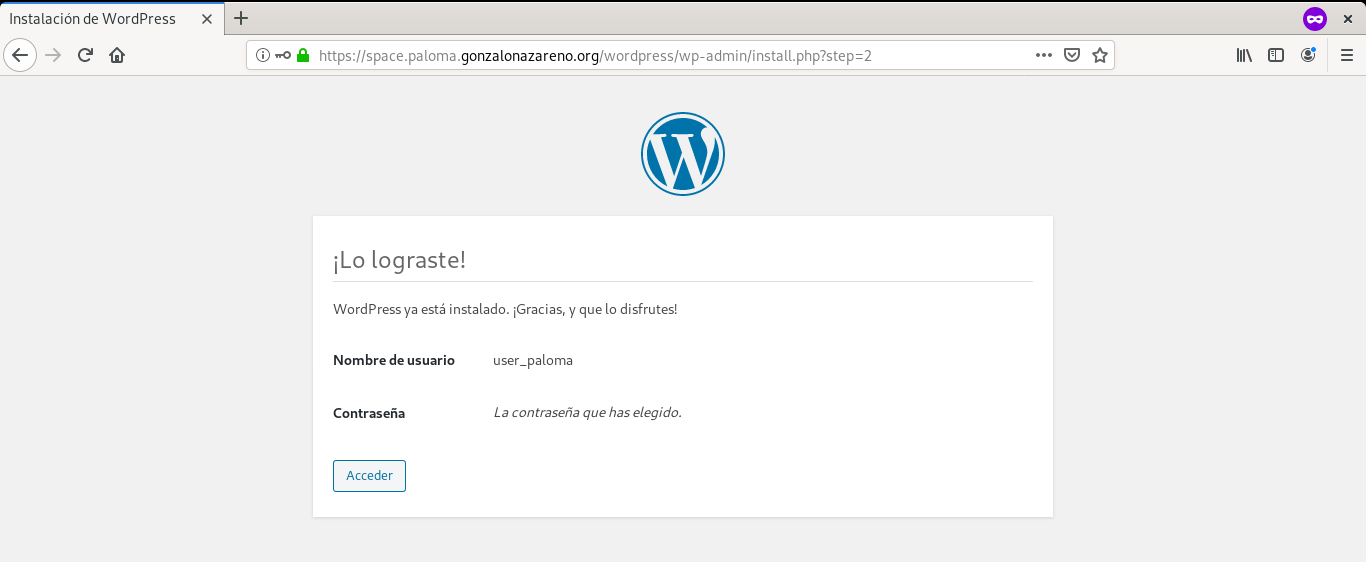 Instalación de WordPress
https://space.paloma.gonzalonazareno.org/wordpress/wp-admin/install.php?step=2
¡Lo lograste!
WordPress ya está instalado. ¡Gracias, y que lo disfrutes!
Nombre de usuario user_paloma
Contraseña La contraseña que has elegido.
Acceder